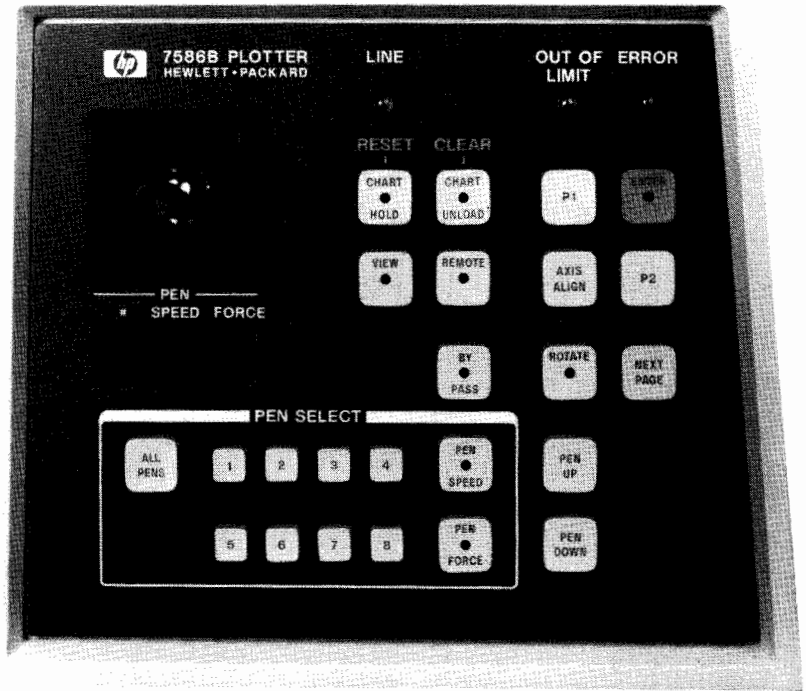 hp
7586B PLOTTER
HEWLETT•PACKARD
LINE
OUT OF
LIMIT
ERROR
RESET
CLEAR
CHART
HOLD
CHART
UNLOAD
P1
ENTER
VIEW
REMOTE
AXIS
ALIGN
P2
PEN
# SPEED FORCE
BY
PASS
ROTATE
NEXT
PAGE
PEN SELECT
ALL
PENS
1 2 3 4
PEN
SPEED
PEN
UP
5 6 7 8
PEN
FORCE
PEN
DOWN